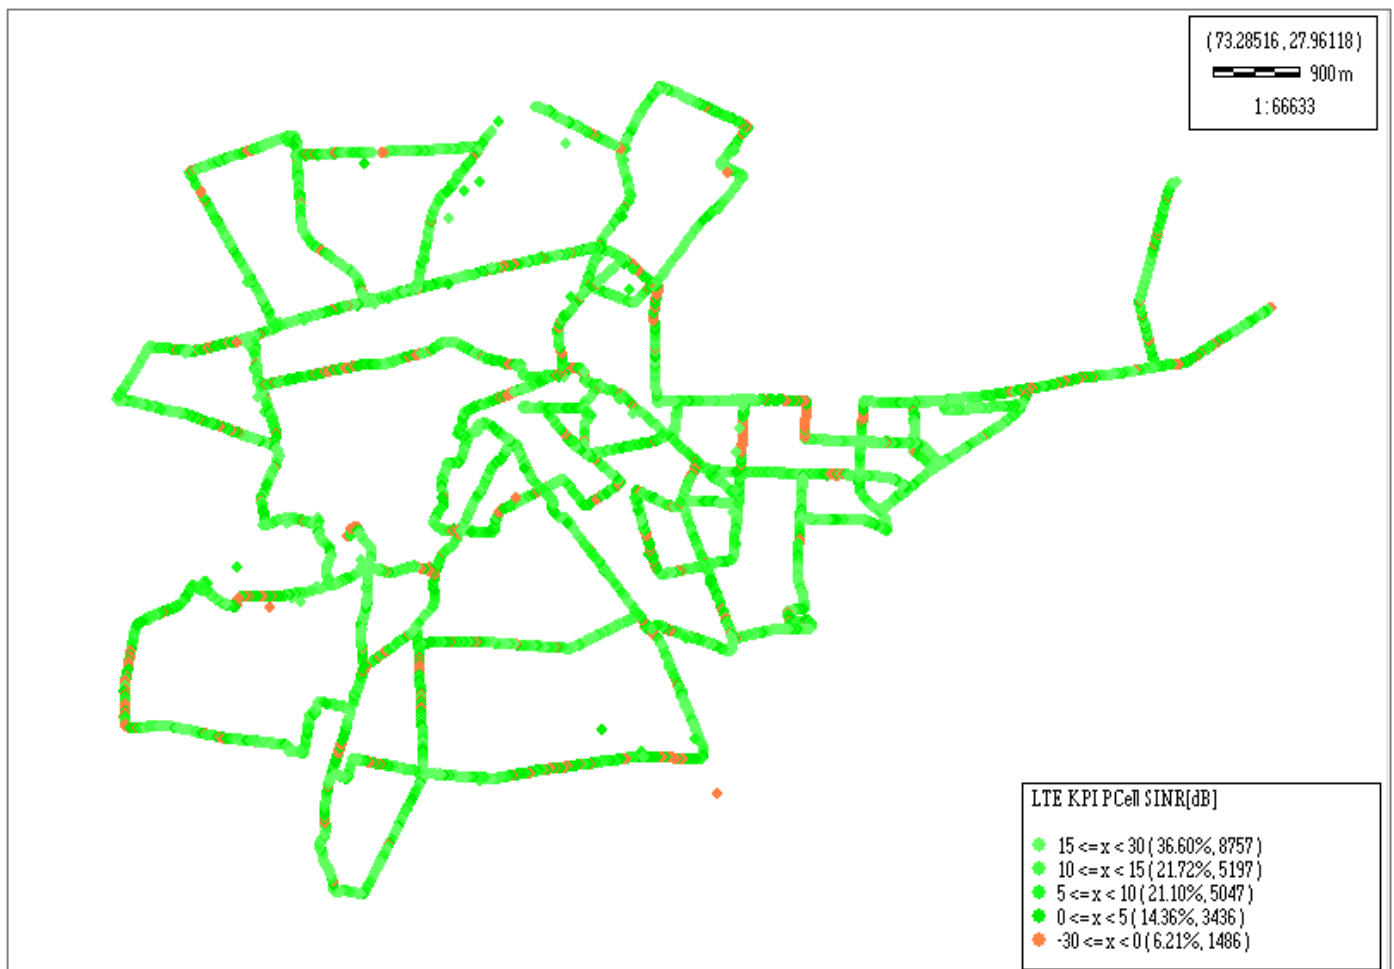 (73.28516, 27.96118)
900m
1:66633
LTE KPI PCell SINR[dB]
15 <= x < 30 ( 36.60%, 8757 )
10 <= x < 15 ( 21.72%, 5197 )
5 <= x < 10 ( 21.10%, 5047 )
0 <= x < 5 ( 14.36%, 3436 )
-30 <= x < 0 ( 6.21%, 1486 )